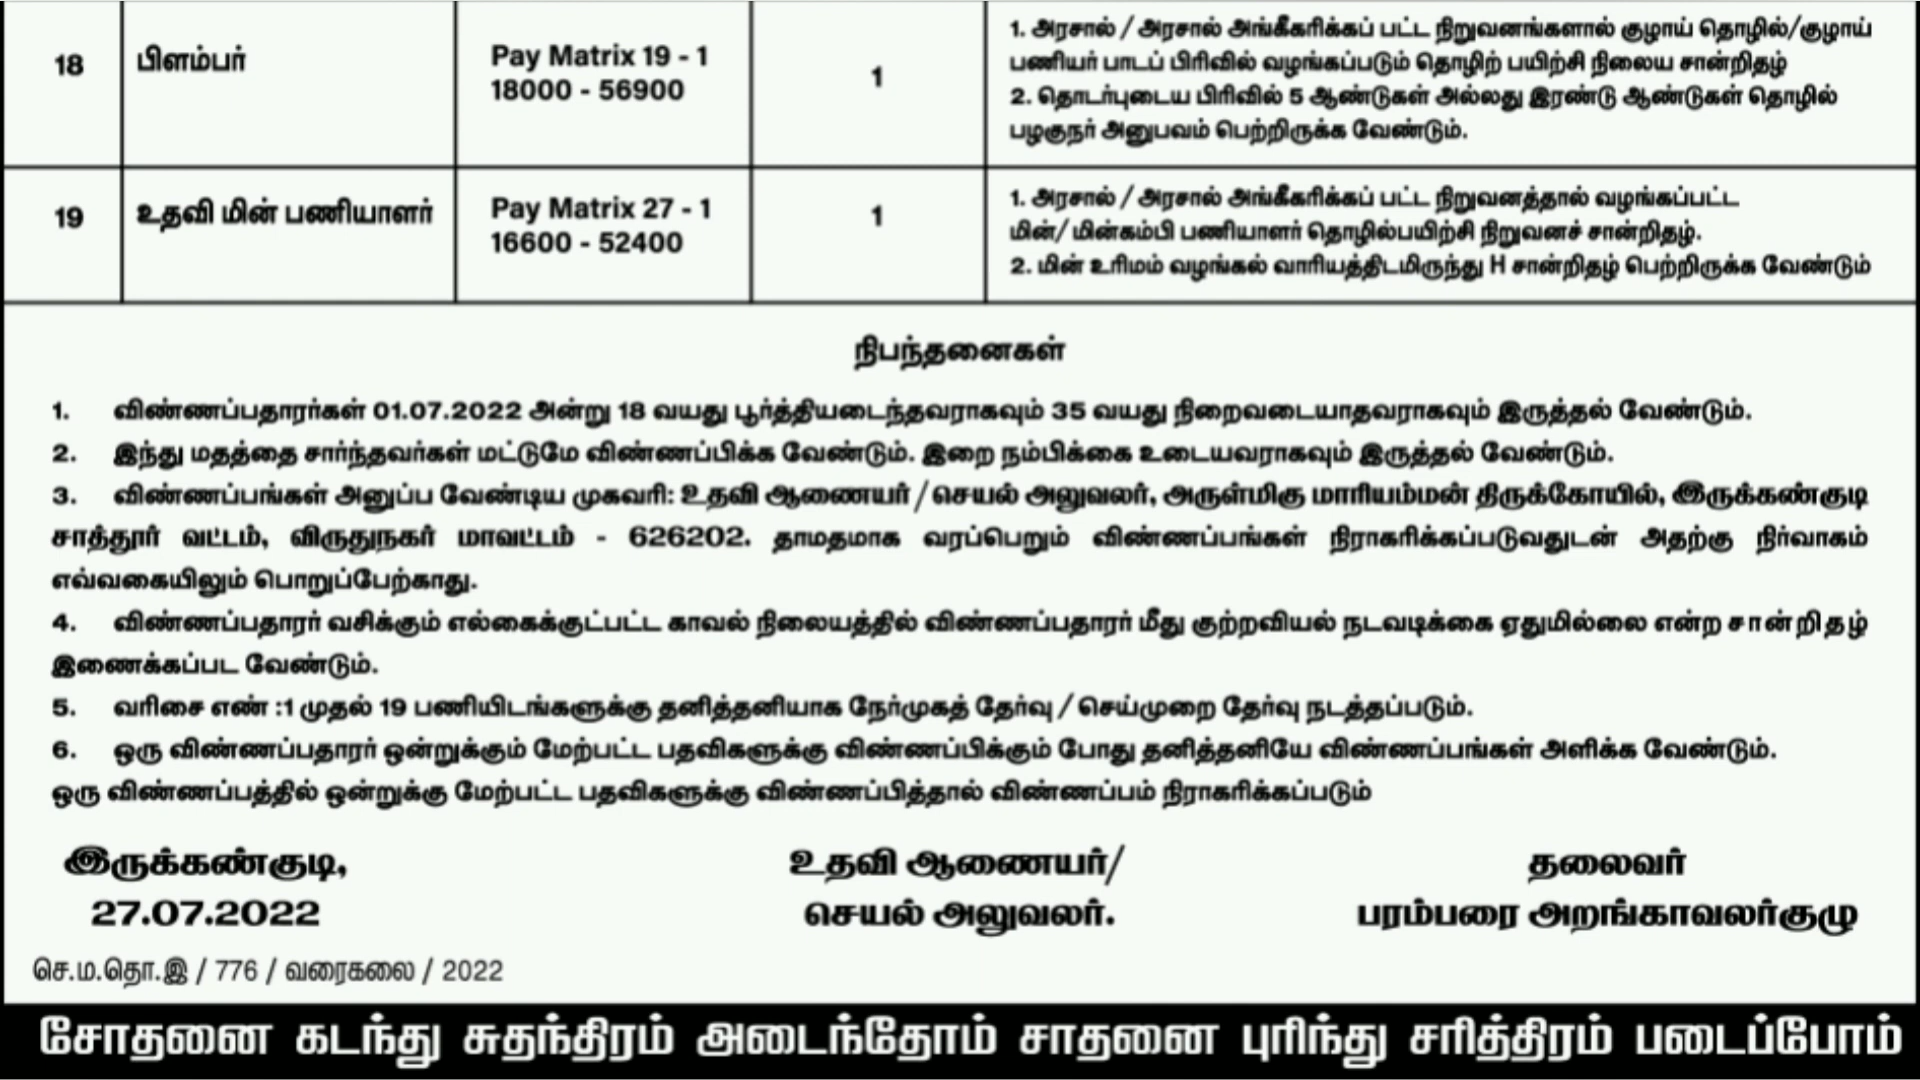 18
பிளம்பர்
Pay Matrix 19 - 1
18000 - 56900
1
1. அரசால் / அரசால் அங்கீகரிக்கப் பட்ட நிறுவனங்களால் குழாய் தொழில்/குழாய்
பணியர் பாடப் பிரிவில் வழங்கப்படும் தொழிற் பயிற்சி நிலைய சான்றிதழ்
2. தொடர்புடைய பிரிவில் 5 ஆண்டுகள் அல்லது இரண்டு ஆண்டுகள் தொழில்
பழகுநர் அனுபவம் பெற்றிருக்க வேண்டும்.
19
உதவி மின் பணியாளர்
Pay Matrix 27 - 1
16600 - 52400
1
1. அரசால் / அரசால் அங்கீகரிக்கப் பட்ட நிறுவனத்தால் வழங்கப்பட்ட
மின்/ மின்கம்பி பணியாளர் தொழில்பயிற்சி நிறுவனச் சான்றிதழ்.
2. மின் உரிமம் வழங்கல் வாரியத்திடமிருந்து H சான்றிதழ் பெற்றிருக்க வேண்டும்
நிபந்தனைகள்
1. விண்ணப்பதாரர்கள் 01.07.2022 அன்று 18 வயது பூர்த்தியடைந்தவராகவும் 35 வயது நிறைவடையாதவராகவும் இருத்தல் வேண்டும்.
2. இந்து மதத்தை சார்ந்தவர்கள் மட்டுமே விண்ணப்பிக்க வேண்டும். இறை நம்பிக்கை உடையவராகவும் இருத்தல் வேண்டும்.
3. விண்ணப்பங்கள் அனுப்ப வேண்டிய முகவரி: உதவி ஆணையர் / செயல் அலுவலர், அருள்மிகு மாரியம்மன் திருக்கோயில், இருக்கண்குடி
சாத்தூர் வட்டம், விருதுநகர் மாவட்டம் - 626202. தாமதமாக வரப்பெறும் விண்ணப்பங்கள் நிராகரிக்கப்படுவதுடன் அதற்கு நிர்வாகம்
எவ்வகையிலும் பொறுப்பேற்காது.
4. விண்ணப்பதாரர் வசிக்கும் எல்கைக்குட்பட்ட காவல் நிலையத்தில் விண்ணப்பதாரர் மீது குற்றவியல் நடவடிக்கை ஏதுமில்லை என்ற சான்றிதழ்
இணைக்கப்பட வேண்டும்.
5. வரிசை எண் :1 முதல் 19 பணியிடங்களுக்கு தனித்தனியாக நேர்முகத் தேர்வு / செய்முறை தேர்வு நடத்தப்படும்.
6. ஒரு விண்ணப்பதாரர் ஒன்றுக்கும் மேற்பட்ட பதவிகளுக்கு விண்ணப்பிக்கும் போது தனித்தனியே விண்ணப்பங்கள் அளிக்க வேண்டும்.
ஒரு விண்ணப்பத்தில் ஒன்றுக்கு மேற்பட்ட பதவிகளுக்கு விண்ணப்பித்தால் விண்ணப்பம் நிராகரிக்கப்படும்
இருக்கண்குடி,
27.07.2022
உதவி ஆணையர்/
செயல் அலுவலர்.
தலைவர்
பரம்பரை அறங்காவலர்குழு
செ.ம.தொ.இ / 776 / வரைகலை / 2022
சோதனை கடந்து சுதந்திரம் அடைந்தோம் சாதனை புரிந்து சரித்திரம் படைப்போம்